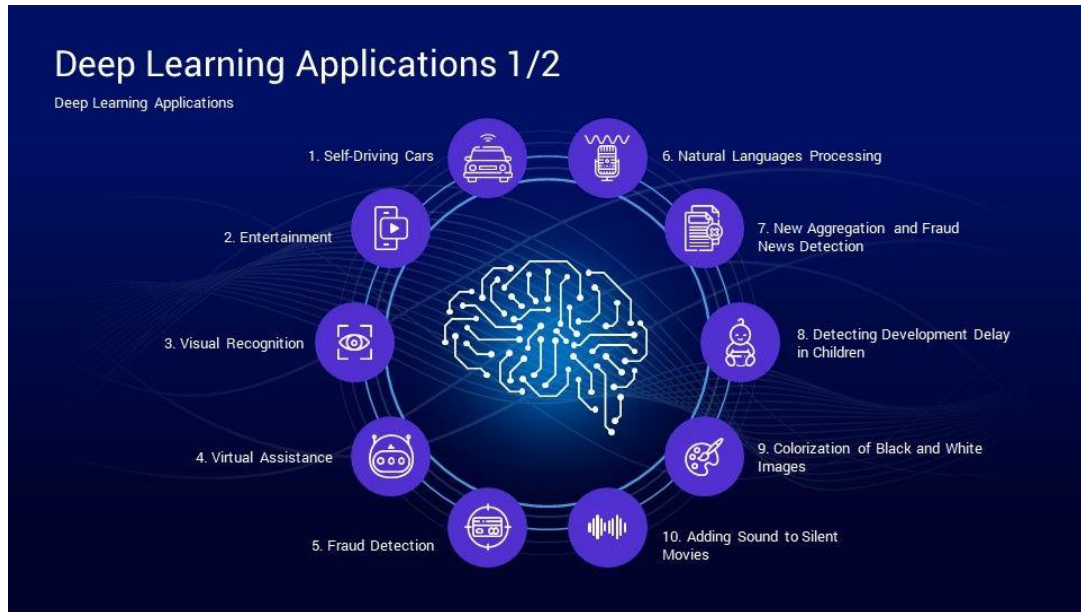 Deep Learning Applications 1/2
Deep Learning Applications
1. Self-Driving Cars
2. Entertainment
3. Visual Recognition
4. Virtual Assistance
5. Fraud Detection
6. Natural Languages Processing
7. New Aggregation and Fraud
News Detection
8. Detecting Development Delay
in Children
9. Colorization of Black and White
Images
10. Adding Sound to Silent
Movies